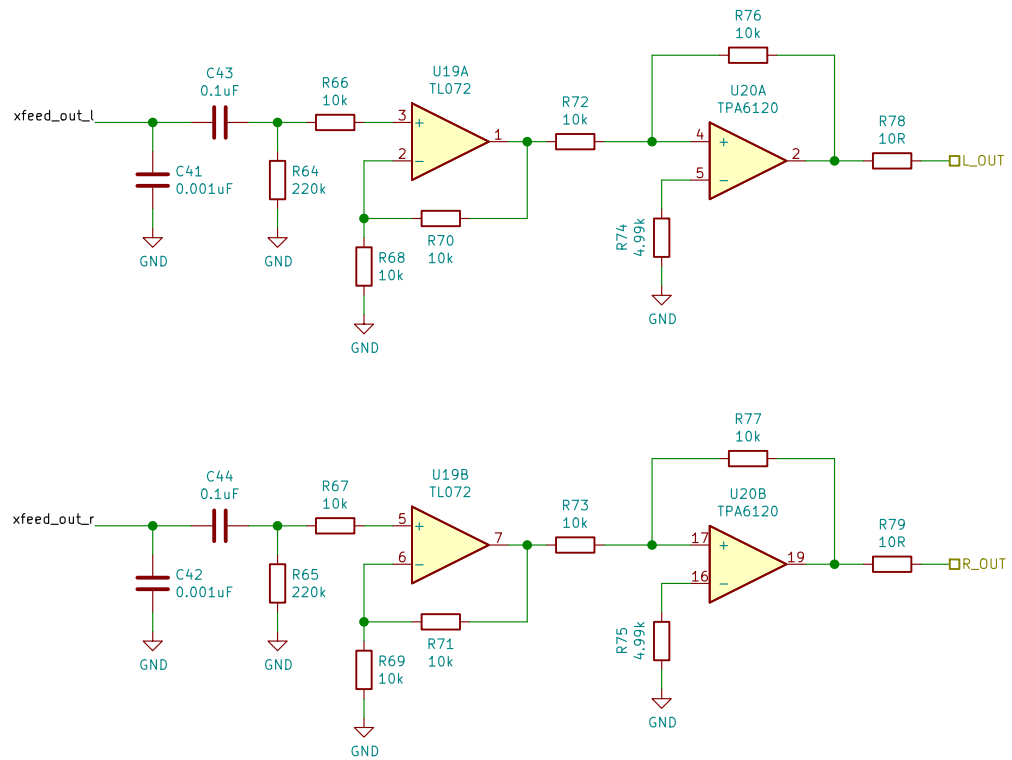 R76
10k
C43
0.1uF
R66
10k
U19A
TL072
R72
10k
U20A
TPA6120
R78
10R
xfeed_out_l
3
+
2
−
1
4
+
5
−
2
L_OUT
C41
0.001uF
R64
220k
GND
GND
R70
10k
R68
10k
GND
R74
4.99k
GND
R77
10k
C44
0.1uF
R67
10k
U19B
TL072
R73
10k
U20B
TPA6120
R79
10R
xfeed_out_r
5
+
6
−
7
17
+
16
−
19
R_OUT
C42
0.001uF
R65
220k
GND
GND
R71
10k
R69
10k
GND
R75
4.99k
GND